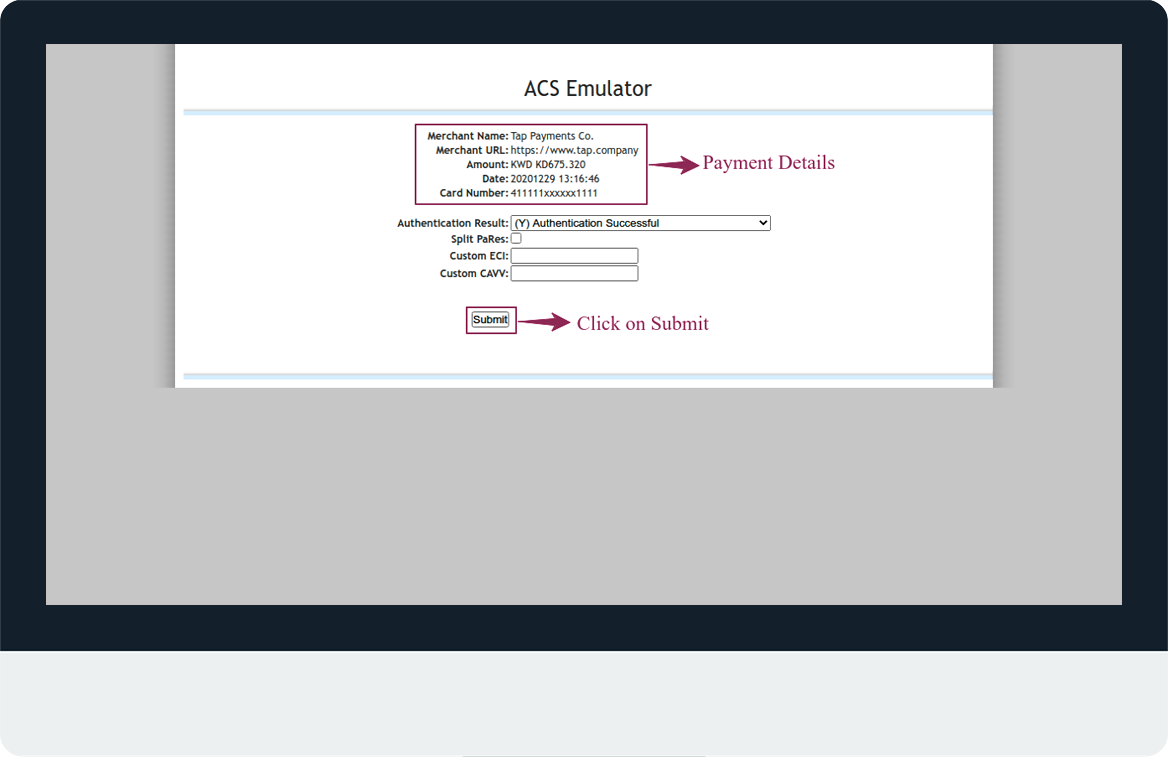 ACS Emulator
Merchant Name: Tap Payments Co.
Merchant URL: https://www.tap.company
Amount: KWD KD675.320
Date: 20201229 13:16:46
Card Number: 411111xxxxxx1111
Payment Details
Authentication Result: (Y) Authentication Successful
Split PaRes:
Custom ECI:
Custom CAVV:
Submit
Click on Submit